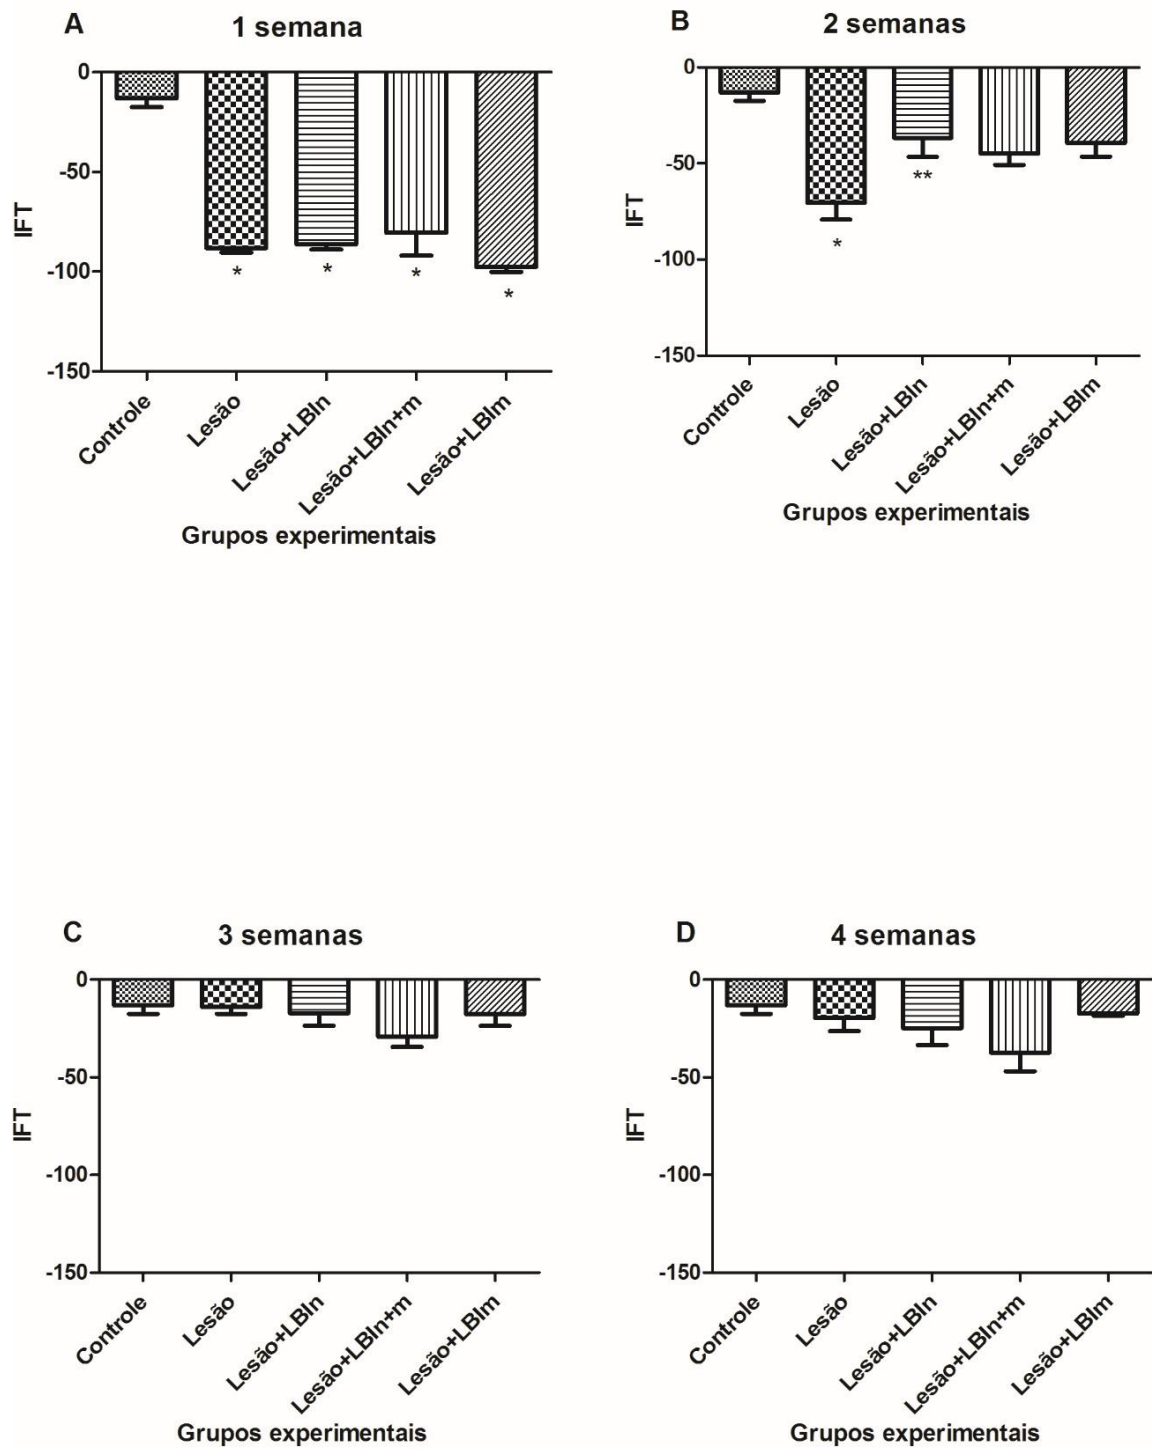 A
1 semana
0
-50
-100
-150
IFT
*
*
*
*
Controle
Lesão
Lesão+LBIn
Lesão+LBIn+m
Lesão+LBIm
Grupos experimentais
B
2 semanas
0
-50
-100
-150
IFT
*
**
Controle
Lesão
Lesão+LBIn
Lesão+LBIn+m
Lesão+LBIm
Grupos experimentais
C
3 semanas
0
-50
-100
-150
IFT
Controle
Lesão
Lesão+LBIn
Lesão+LBIn+m
Lesão+LBIm
Grupos experimentais
D
4 semanas
0
-50
-100
-150
IFT
Controle
Lesão
Lesão+LBIn
Lesão+LBIn+m
Lesão+LBIm
Grupos experimentais